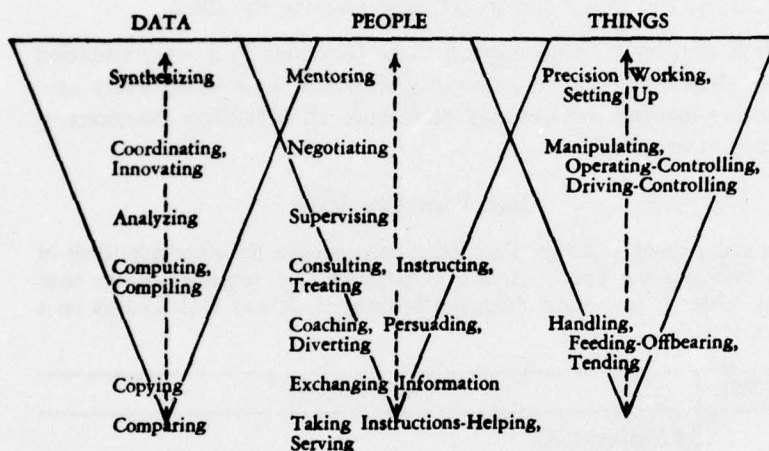 DATA
PEOPLE
THINGS
Synthesizing
Coordinating,
Innovating
Analyzing
Computing,
Compiling
Copying
Comparing
Mentoring
Negotiating
Supervising
Consulting, Instructing,
Treating
Coaching, Persuading,
Diverting
Exchanging Information
Taking Instructions-Helping,
Serving
Precision Working,
Setting Up
Manipulating,
Operating-Controlling,
Driving-Controlling
Handling,
Feeding-Offbearing,
Tending